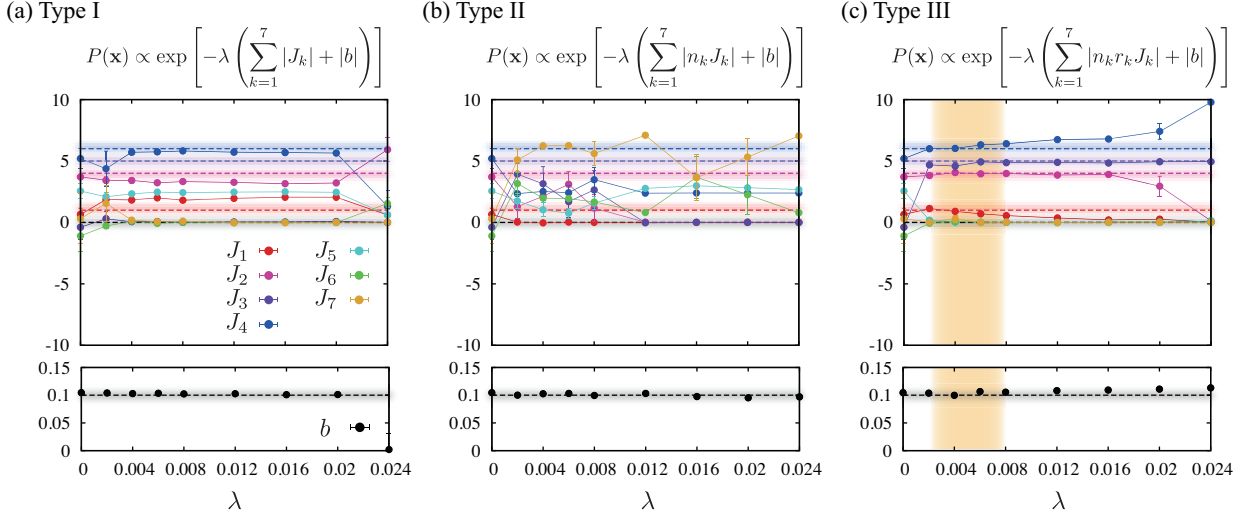 (a) Type I
(b) Type II
(c) Type III
P(x) ∝ exp [ −λ ( ∑_{k=1}^{7} |J_k| + |b| ) ]
P(x) ∝ exp [ −λ ( ∑_{k=1}^{7} |n_k J_k| + |b| ) ]
P(x) ∝ exp [ −λ ( ∑_{k=1}^{7} |n_k r_k J_k| + |b| ) ]
10
5
0
-5
-10
J_1
J_2
J_3
J_4
J_5
J_6
J_7
0.15
0.1
0.05
0
b
0 0.004 0.008 0.012 0.016 0.02 0.024
λ
10
5
0
-5
-10
0.15
0.1
0.05
0
0 0.004 0.008 0.012 0.016 0.02 0.024
λ
10
5
0
-5
-10
0.15
0.1
0.05
0
0 0.004 0.008 0.012 0.016 0.02 0.024
λ